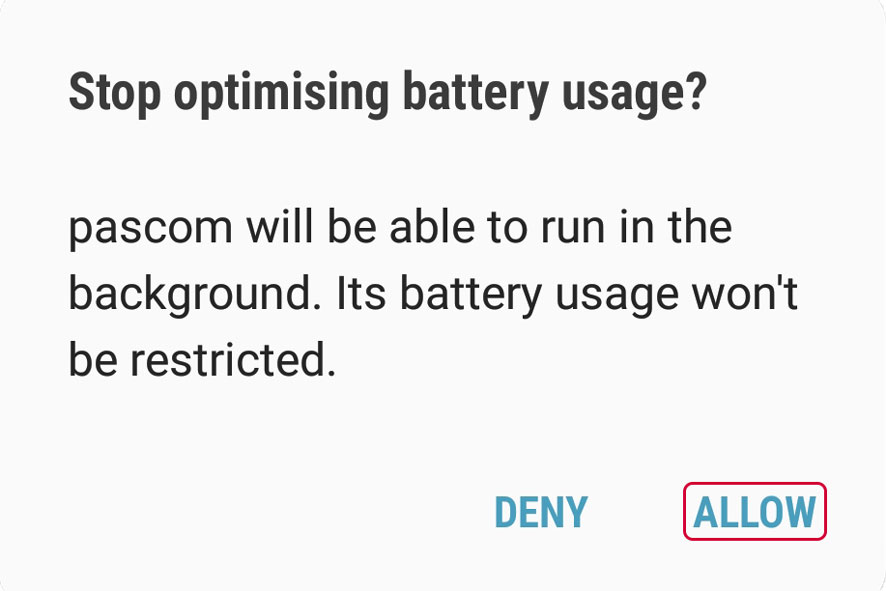 Stop optimising battery usage?
pascom will be able to run in the
background. Its battery usage won't
be restricted.
DENY ALLOW